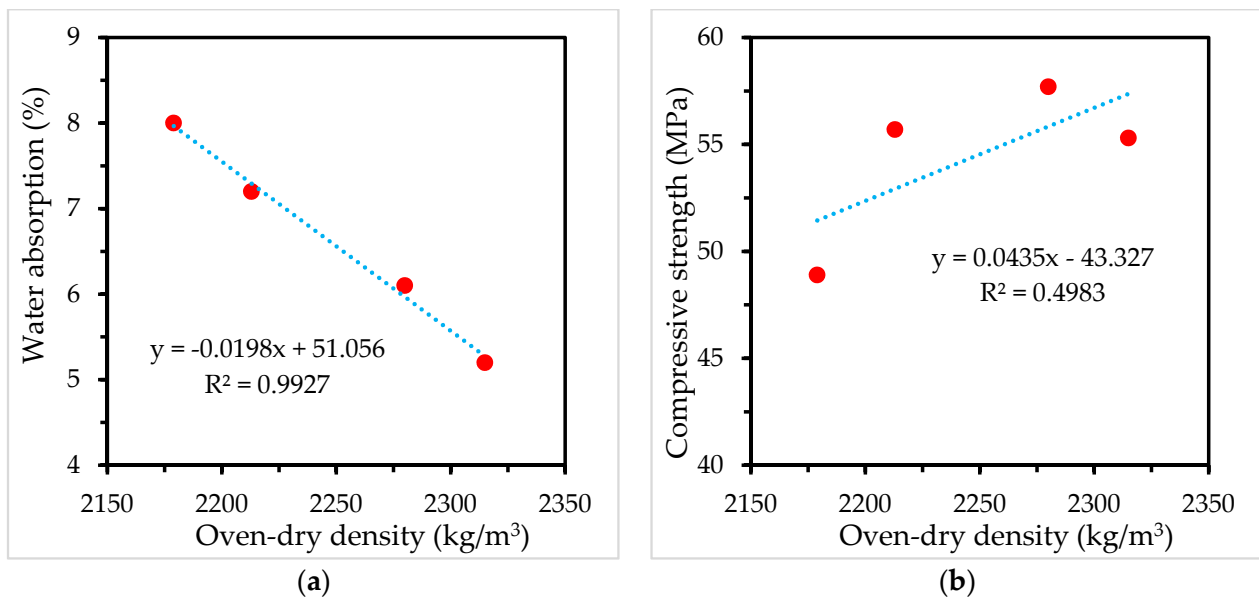 9
8
7
6
5
4
Water absorption (%)
y = -0.0198x + 51.056
R² = 0.9927
2150 2200 2250 2300 2350
Oven-dry density (kg/m³)
(a)
60
55
50
45
40
Compressive strength (MPa)
y = 0.0435x - 43.327
R² = 0.4983
2150 2200 2250 2300 2350
Oven-dry density (kg/m³)
(b)